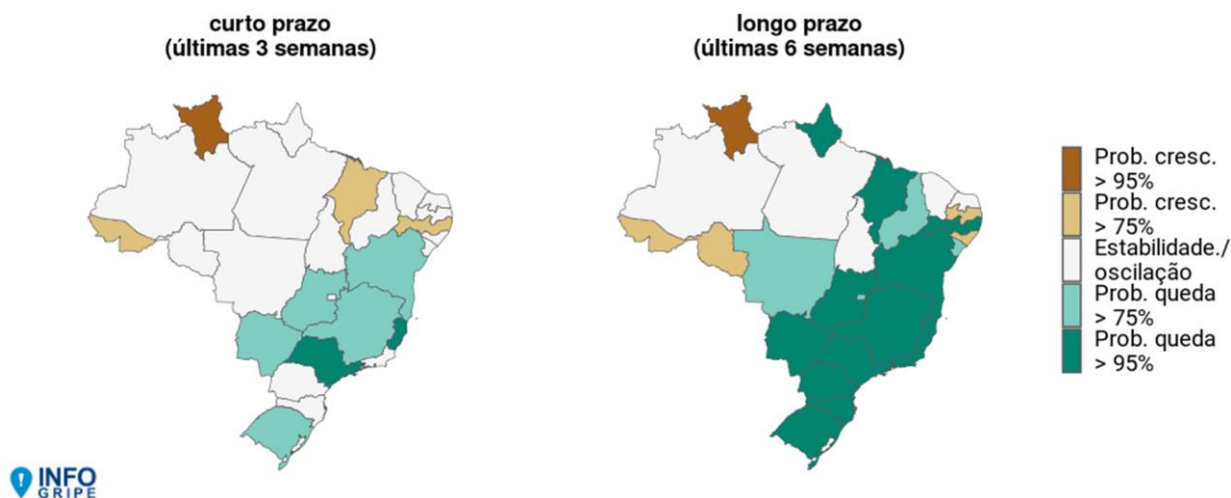 curto prazo
(últimas 3 semanas)
longo prazo
(últimas 6 semanas)
Prob. cresc.
> 95%
Prob. cresc.
> 75%
Estabilidade./
oscilação
Prob. queda
> 75%
Prob. queda
> 95%
INFO
GRIPE